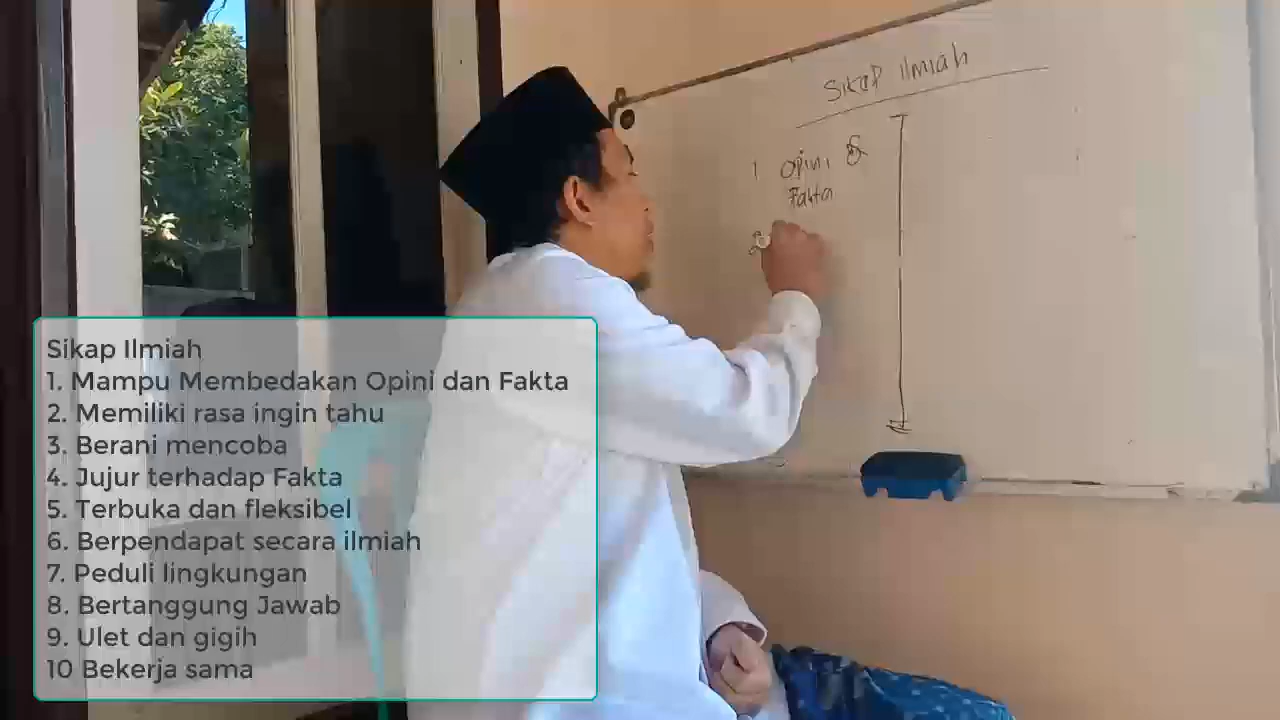 Sikap ilmiah
1 Opini &
Fakta
2
Sikap Ilmiah
1. Mampu Membedakan Opini dan Fakta
2. Memiliki rasa ingin tahu
3. Berani mencoba
4. Jujur terhadap Fakta
5. Terbuka dan fleksibel
6. Berpendapat secara ilmiah
7. Peduli lingkungan
8. Bertanggung Jawab
9. Ulet dan gigih
10 Bekerja sama